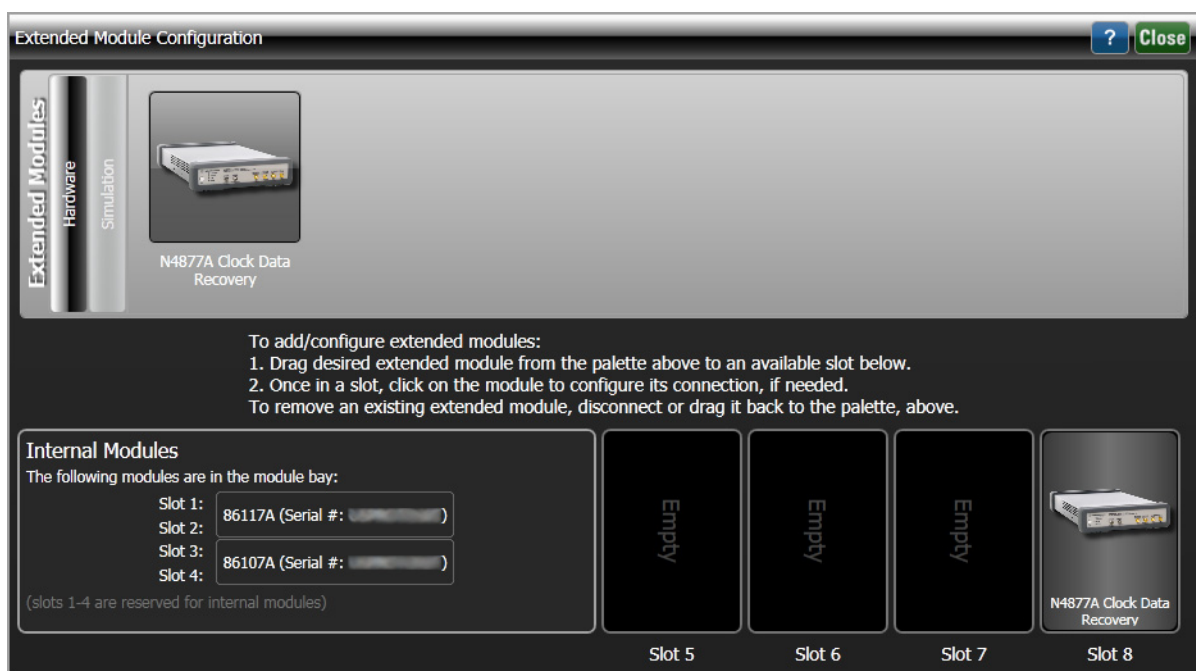 Extended Module Configuration
? Close
Extended Modules
Hardware
Simulation
N4877A Clock Data
Recovery
To add/configure extended modules:
1. Drag desired extended module from the palette above to an available slot below.
2. Once in a slot, click on the module to configure its connection, if needed.
To remove an existing extended module, disconnect or drag it back to the palette, above.
Internal Modules
The following modules are in the module bay:
Slot 1:
Slot 2:
86117A (Serial #: )
Slot 3:
Slot 4:
86107A (Serial #: )
(slots 1-4 are reserved for internal modules)
Empty
Empty
Empty
N4877A Clock Data
Recovery
Slot 5
Slot 6
Slot 7
Slot 8